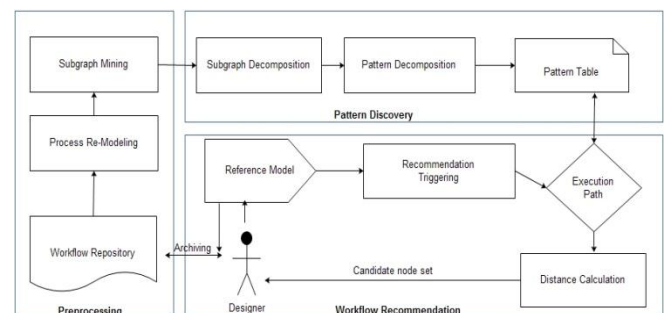 Subgraph Mining
Subgraph Decomposition
Pattern Decomposition
Pattern Table
Pattern Discovery
Process Re-Modeling
Reference Model
Recommendation
Triggering
Execution
Path
Workflow Repository
Archiving
Candidate node set
Distance Calculation
Designer
Preprocessing
Workflow Recommendation